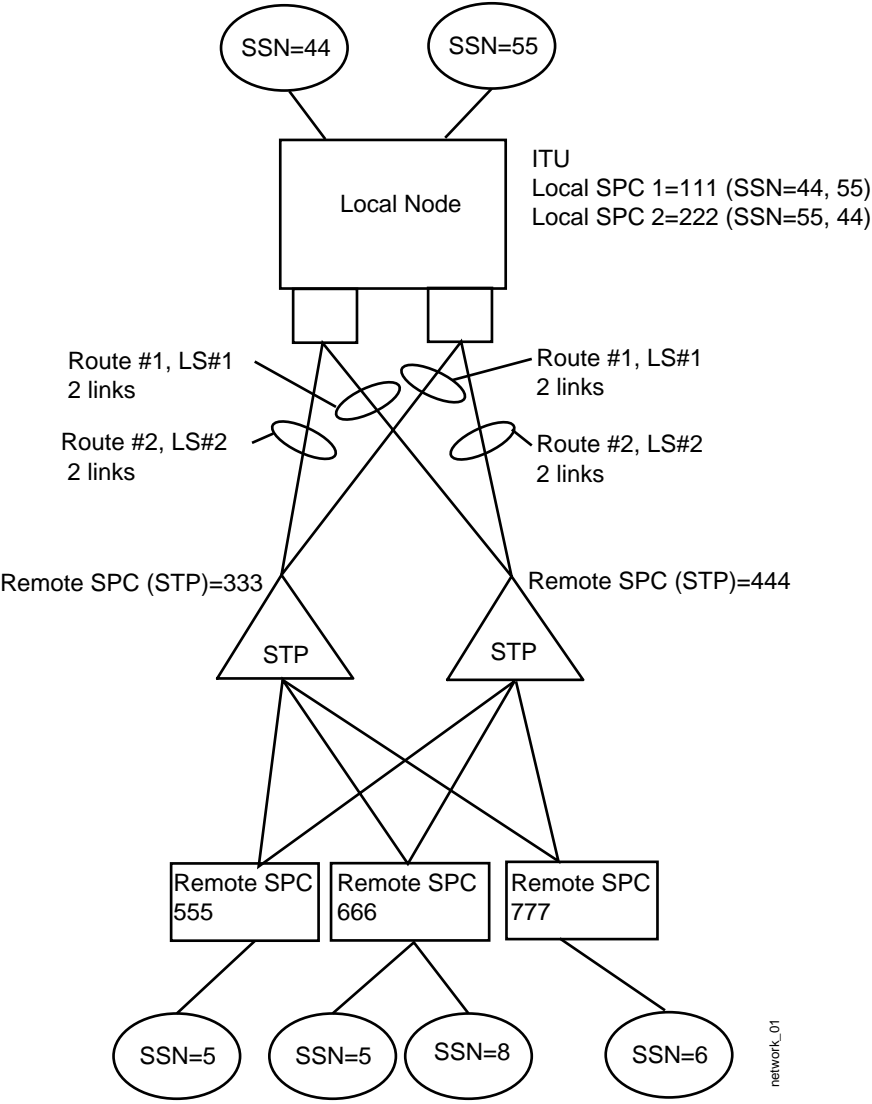 SSN=44
SSN=55
ITU
Local SPC 1=111 (SSN=44, 55)
Local SPC 2=222 (SSN=55, 44)
Local Node
Route #1, LS#1
2 links
Route #1, LS#1
2 links
Route #2, LS#2
2 links
Route #2, LS#2
2 links
Remote SPC (STP)=333
Remote SPC (STP)=444
STP
STP
Remote SPC
555
Remote SPC
666
Remote SPC
777
SSN=5
SSN=5
SSN=8
SSN=6
network_01